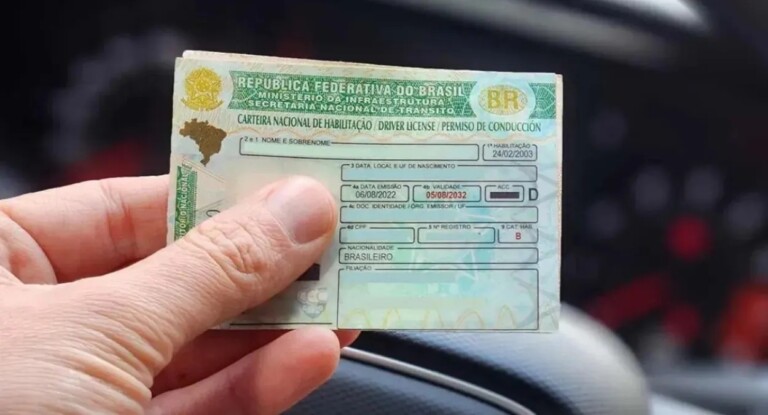 REPÚBLICA FEDERATIVA DO BRASIL
MINISTÉRIO DA INFRAESTRUTURA
SECRETARIA NACIONAL DE TRÂNSITO
BR
CARTEIRA NACIONAL DE HABILITAÇÃO / DRIVER LICENSE / PERMISO DE CONDUCCIÓN
2 e 1 NOME E SOBRENOME
1ª HABILITAÇÃO
24/02/2003
3 DATA, LOCAL E UF DE NASCIMENTO
4a DATA EMISSÃO
06/08/2022
4b VALIDADE
05/08/2032
ACC
D
4c DOC. IDENTIDADE / ÓRG. EMISSOR / UF
4d CPF
5 Nº REGISTRO
9 CAT. HAB.
B
NACIONALIDADE
BRASILEIRO
FILIAÇÃO